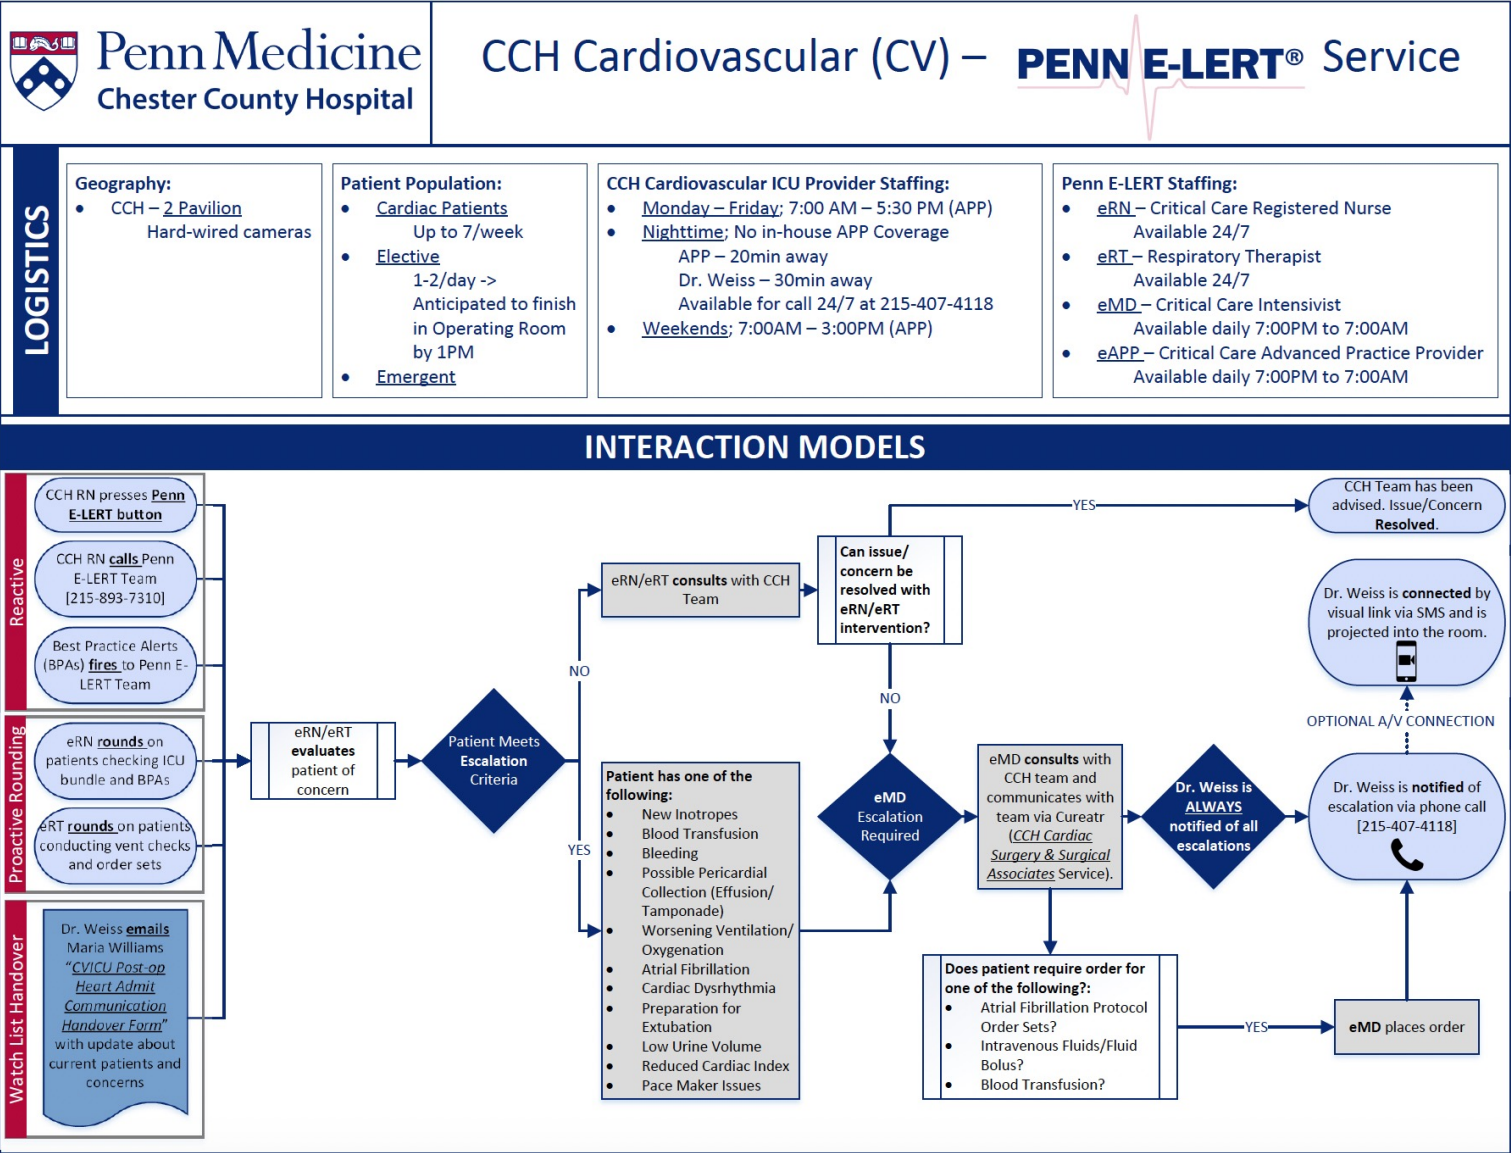 Penn Medicine
Chester County Hospital
CCH Cardiovascular (CV) – PENN E-LERT® Service
LOGISTICS
Geography:
• CCH – 2 Pavilion
Hard-wired cameras
Patient Population:
• Cardiac Patients
Up to 7/week
• Elective
1-2/day ->
Anticipated to finish
in Operating Room
by 1PM
• Emergent
CCH Cardiovascular ICU Provider Staffing:
• Monday – Friday; 7:00 AM – 5:30 PM (APP)
• Nighttime; No in-house APP Coverage
APP – 20min away
Dr. Weiss – 30min away
Available for call 24/7 at 215-407-4118
• Weekends; 7:00AM – 3:00PM (APP)
Penn E-LERT Staffing:
• eRN – Critical Care Registered Nurse
Available 24/7
• eRT – Respiratory Therapist
Available 24/7
• eMD – Critical Care Intensivist
Available daily 7:00PM to 7:00AM
• eAPP – Critical Care Advanced Practice Provider
Available daily 7:00PM to 7:00AM
INTERACTION MODELS
Reactive
CCH RN presses Penn
E-LERT button
CCH RN calls Penn
E-LERT Team
[215-893-7310]
Best Practice Alerts
(BPAs) fires to Penn E-
LERT Team
Proactive Rounding
eRN rounds on
patients checking ICU
bundle and BPAs
eRT rounds on patients
conducting vent checks
and order sets
Watch List Handover
Dr. Weiss emails
Maria Williams
“CVICU Post-op
Heart Admit
Communication
Handover Form”
with update about
current patients and
concerns
eRN/eRT
evaluates
patient of
concern
Patient Meets
Escalation
Criteria
NO
YES
eRN/eRT consults with CCH
Team
Patient has one of the
following:
• New Inotropes
• Blood Transfusion
• Bleeding
• Possible Pericardial
Collection (Effusion/
Tamponade)
• Worsening Ventilation/
Oxygenation
• Atrial Fibrillation
• Cardiac Dysrhythmia
• Preparation for
Extubation
• Low Urine Volume
• Reduced Cardiac Index
• Pace Maker Issues
Can issue/
concern be
resolved with
eRN/eRT
intervention?
YES
NO
CCH Team has been
advised. Issue/Concern
Resolved.
eMD
Escalation
Required
eMD consults with
CCH team and
communicates with
team via Cureatr
(CCH Cardiac
Surgery & Surgical
Associates Service).
Dr. Weiss is
ALWAYS
notified of all
escalations
Dr. Weiss is connected by
visual link via SMS and is
projected into the room.
OPTIONAL A/V CONNECTION
Dr. Weiss is notified of
escalation via phone call
[215-407-4118]
Does patient require order for
one of the following?:
• Atrial Fibrillation Protocol
Order Sets?
• Intravenous Fluids/Fluid
Bolus?
• Blood Transfusion?
YES
eMD places order